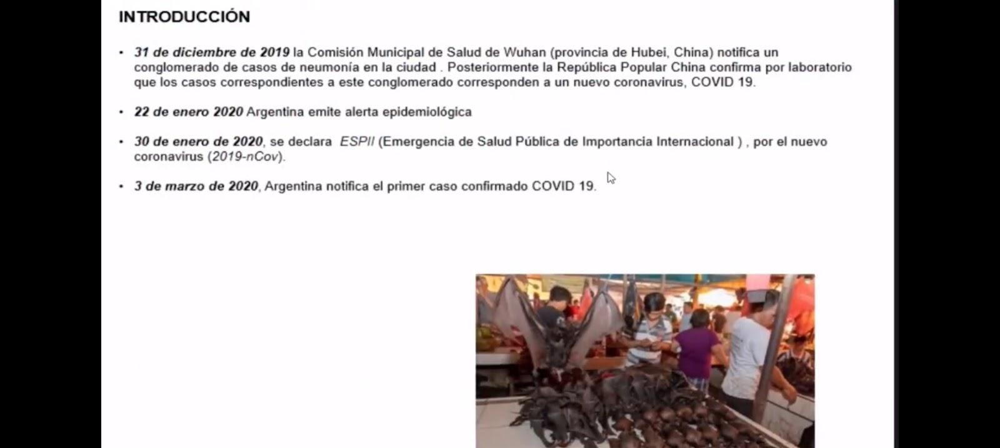 INTRODUCCIÓN
• 31 de diciembre de 2019 la Comisión Municipal de Salud de Wuhan (provincia de Hubei, China) notifica un
conglomerado de casos de neumonía en la ciudad . Posteriormente la República Popular China confirma por laboratorio
que los casos correspondientes a este conglomerado corresponden a un nuevo coronavirus, COVID 19.
• 22 de enero 2020 Argentina emite alerta epidemiológica
• 30 de enero de 2020, se declara ESPII (Emergencia de Salud Pública de Importancia Internacional ) , por el nuevo
coronavirus (2019-nCov).
• 3 de marzo de 2020, Argentina notifica el primer caso confirmado COVID 19.